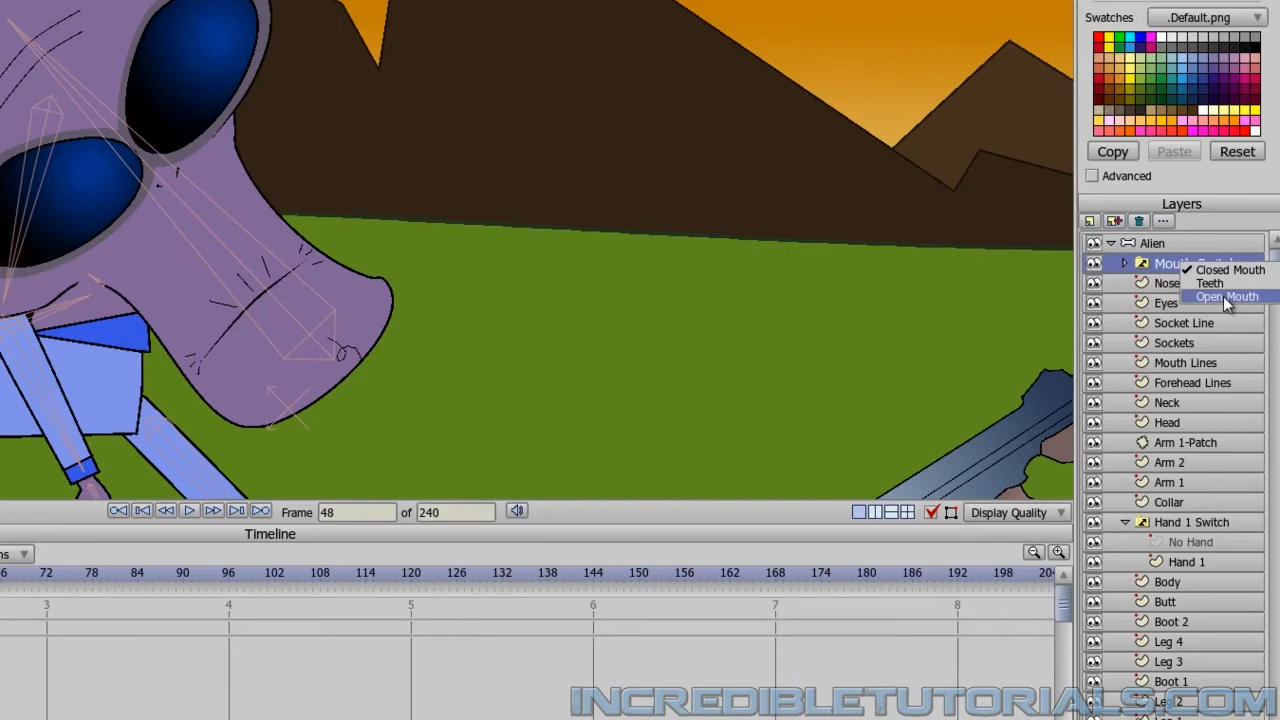 Swatches .Default.png
Copy Paste Reset
Advanced
Layers
Alien
Closed Mouth
Nose
Teeth
Eyes
Open Mouth
Socket Line
Sockets
Mouth Lines
Forehead Lines
Neck
Head
Arm 1-Patch
Arm 2
Arm 1
Collar
Hand 1 Switch
No Hand
Hand 1
Body
Butt
Boot 2
Leg 4
Leg 3
Boot 1
Leg 2
Frame 48 of 240 Display Quality
Timeline
72 78 84 90 96 102 108 114 120 126 132 138 144 150 156 162 168 174 180 186 192 198
3 4 5 6 7 8
INCREDIBLETUTORIALS.COM